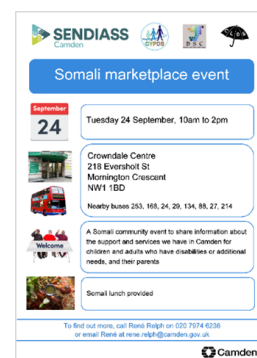 SENDIASS
Camden
DSC
Somali marketplace event
September
24
Tuesday 24 September, 10am to 2pm
Crowndale Centre
218 Eversholt St
Mornington Crescent
NW1 1BD
Nearby buses 253, 168, 24, 29, 134, 88, 27, 214
Welcome
A Somali community event to share information about
the support and services we have in Camden for
children and adults who have disabilities or additional
needs, and their parents
Somali lunch provided
To find out more, call René Relph on 020 7974 6238
or email René at rene.relph@camden.gov.uk
Camden